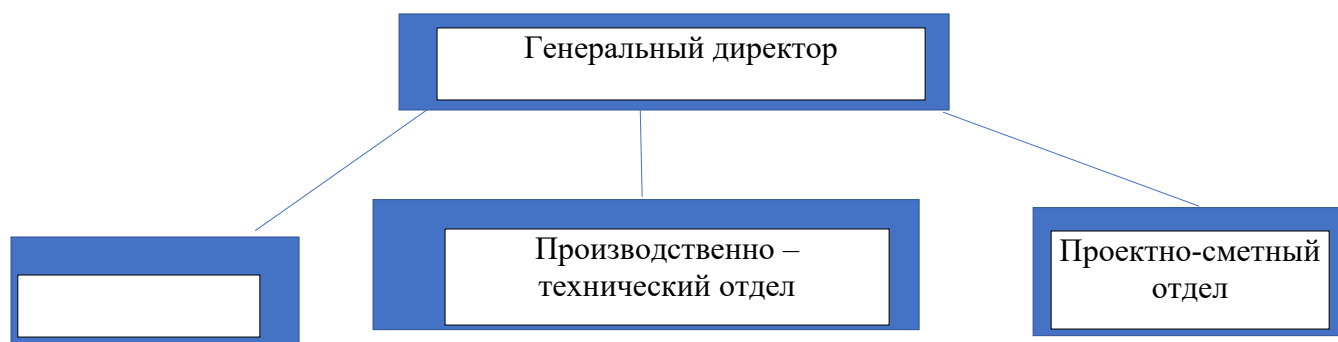 Генеральный директор
Производственно –
технический отдел
Проектно-сметный
отдел